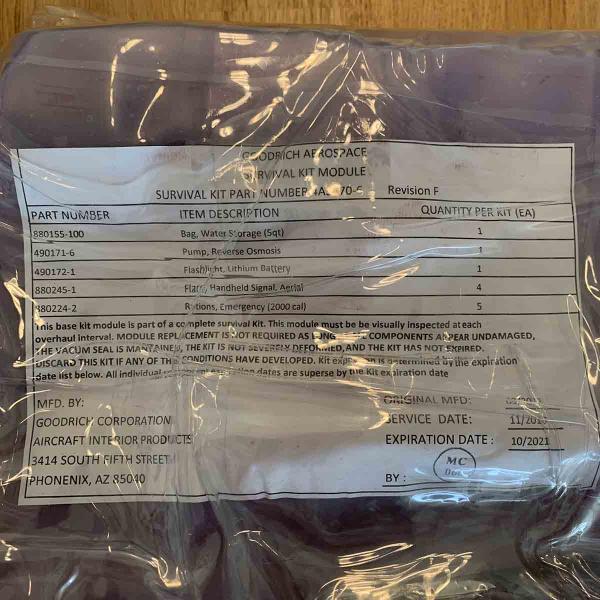 GOODRICH AEROSPACE
SURVIVAL KIT MODULE
SURVIVAL KIT PART NUMBER Revision F
PART NUMBER ITEM DESCRIPTION QUANTITY PER KIT (EA)
880155-100 Bag, Water Storage (5qt) 1
490171-6 Pump, Reverse Osmosis 1
490172-1 Flashlight, Lithium Battery 1
880245-1 Flare, Handheld Signal, Aerial 4
880224-2 Rations, Emergency (2000 cal) 5
This base kit module is part of a complete survival Kit. This module must be visually inspected at each
overhaul interval. MODULE REPLACEMENT IS NOT REQUIRED AS LONG COMPONENTS APPEAR UNDAMAGED,
THE VACUM SEAL IS MAINTAINED, THE KIT IS NOT SEVERELY DEFORMED, AND THE KIT HAS NOT EXPIRED.
DISCARD THIS KIT IF ANY OF THE CONDITIONS HAVE DEVELOPED. Kit expiration is determined by the expiration
date list below. All individual expiration dates are superse by the Kit expiration date
MFD. BY: ORIGINAL MFD:
GOODRICH CORPORATION SERVICE DATE:
AIRCRAFT INTERIOR PRODUCTS EXPIRATION DATE : 10/2021
3414 SOUTH FIFTH STREET MC
PHONENIX, AZ 85040 BY :